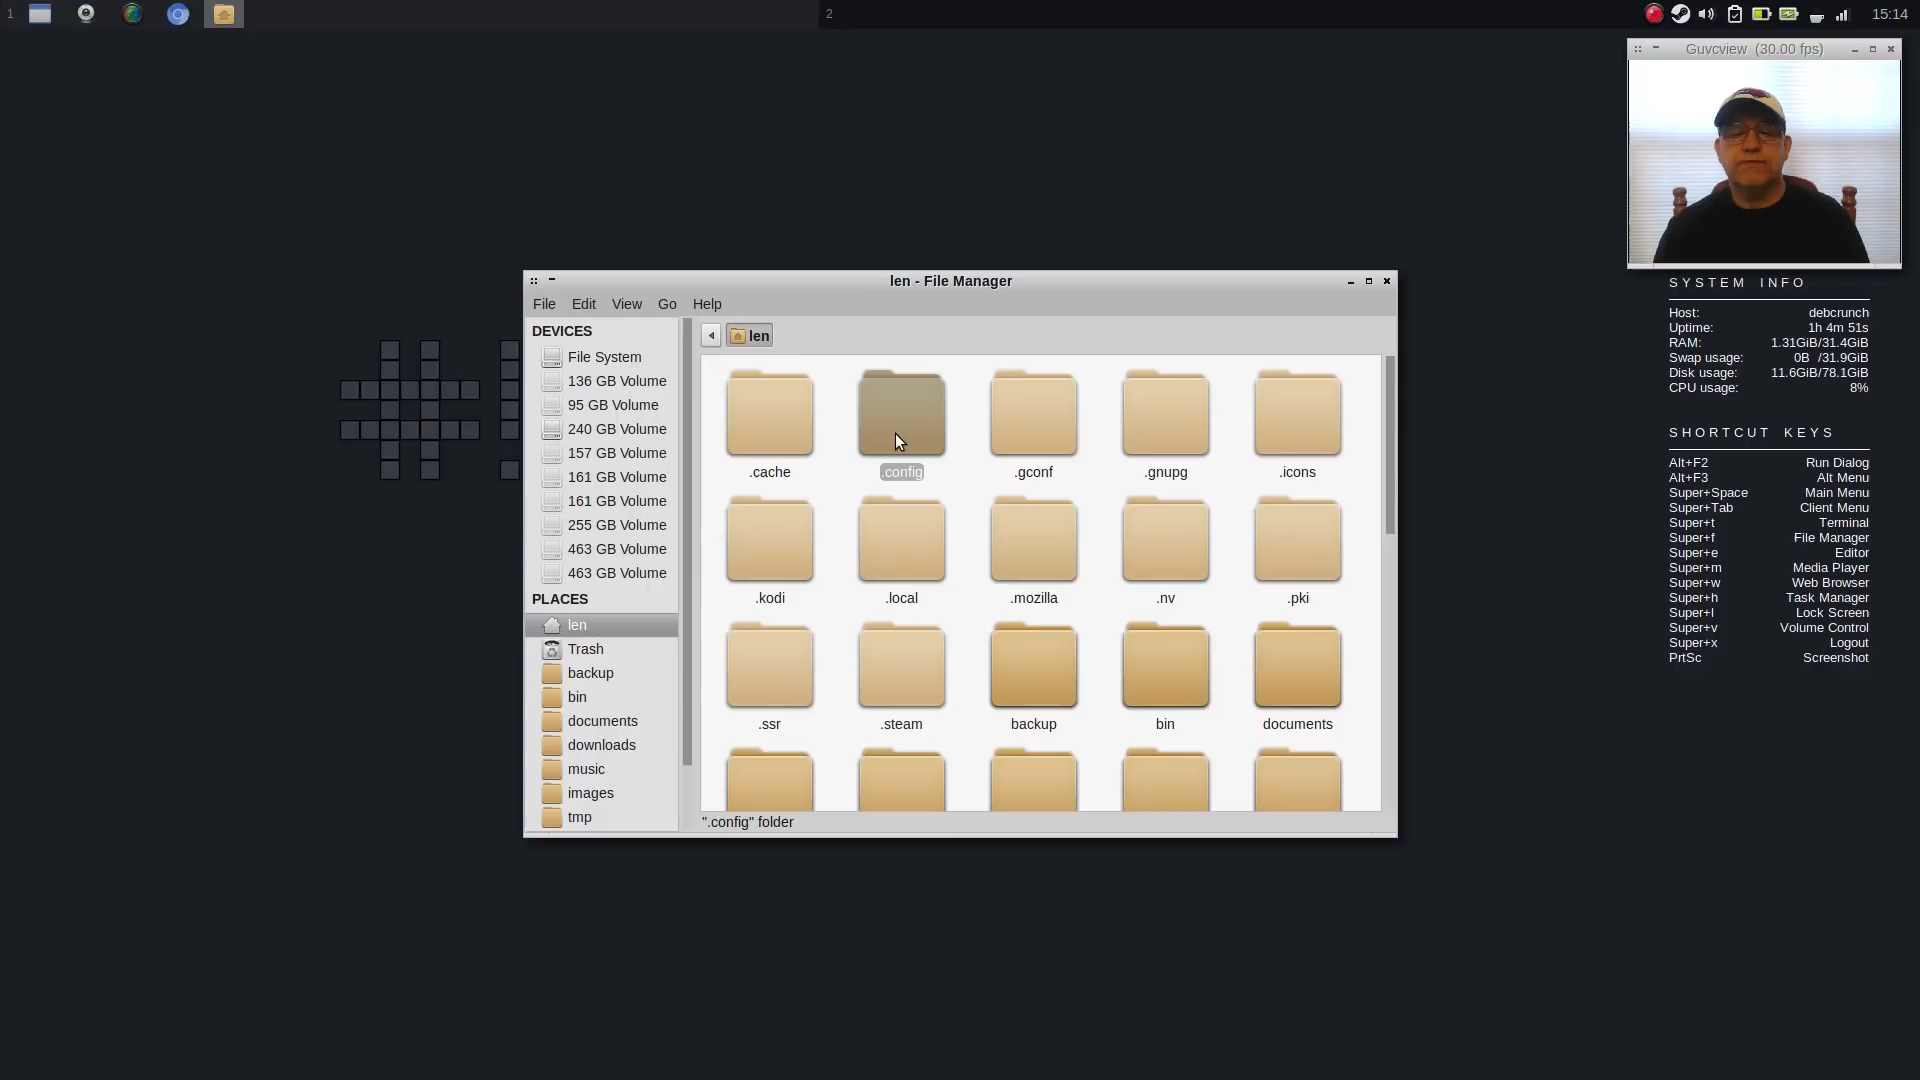 1
2
15:14
Guvcview (30.00 fps)
len - File Manager
File Edit View Go Help
DEVICES
File System
136 GB Volume
95 GB Volume
240 GB Volume
157 GB Volume
161 GB Volume
161 GB Volume
255 GB Volume
463 GB Volume
463 GB Volume
PLACES
len
Trash
backup
bin
documents
downloads
music
images
tmp
len
.cache .config .gconf .gnupg .icons
.kodi .local .mozilla .nv .pki
.ssr .steam backup bin documents
".config" folder
SYSTEM INFO
Host: debcrunch
Uptime: 1h 4m 51s
RAM: 1.31GiB/31.4GiB
Swap usage: 0B /31.9GiB
Disk usage: 11.6GiB/78.1GiB
CPU usage: 8%
SHORTCUT KEYS
Alt+F2 Run Dialog
Alt+F3 Alt Menu
Super+Space Main Menu
Super+Tab Client Menu
Super+t Terminal
Super+f File Manager
Super+e Editor
Super+m Media Player
Super+w Web Browser
Super+h Task Manager
Super+l Lock Screen
Super+v Volume Control
Super+x Logout
PrtSc Screenshot